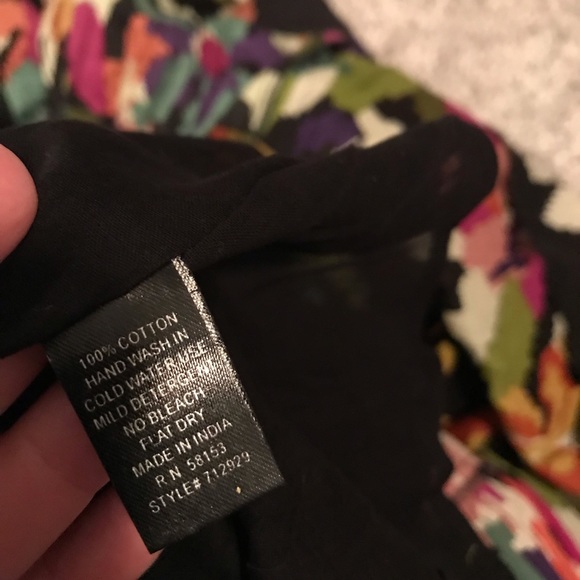 100% COTTON
HAND WASH IN
COLD WATER USE
MILD DETERGENT
NO BLEACH
FLAT DRY
MADE IN INDIA
R N 58153
STYLE# 712929